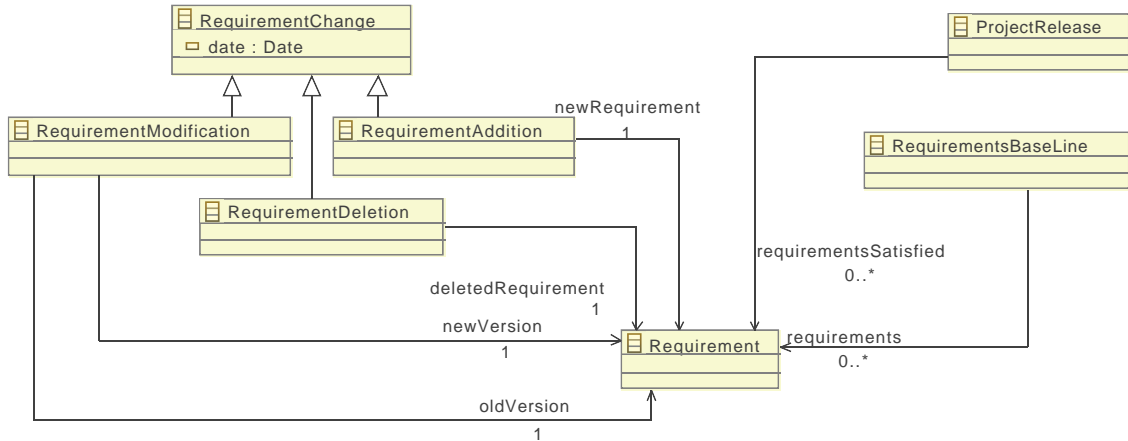 RequirementChange
date : Date
ProjectRelease
newRequirement
1
RequirementModification
RequirementAddition
RequirementsBaseLine
RequirementDeletion
requirementsSatisfied
0..*
deletedRequirement
1
newVersion
1
Requirement
requirements
0..*
oldVersion
1